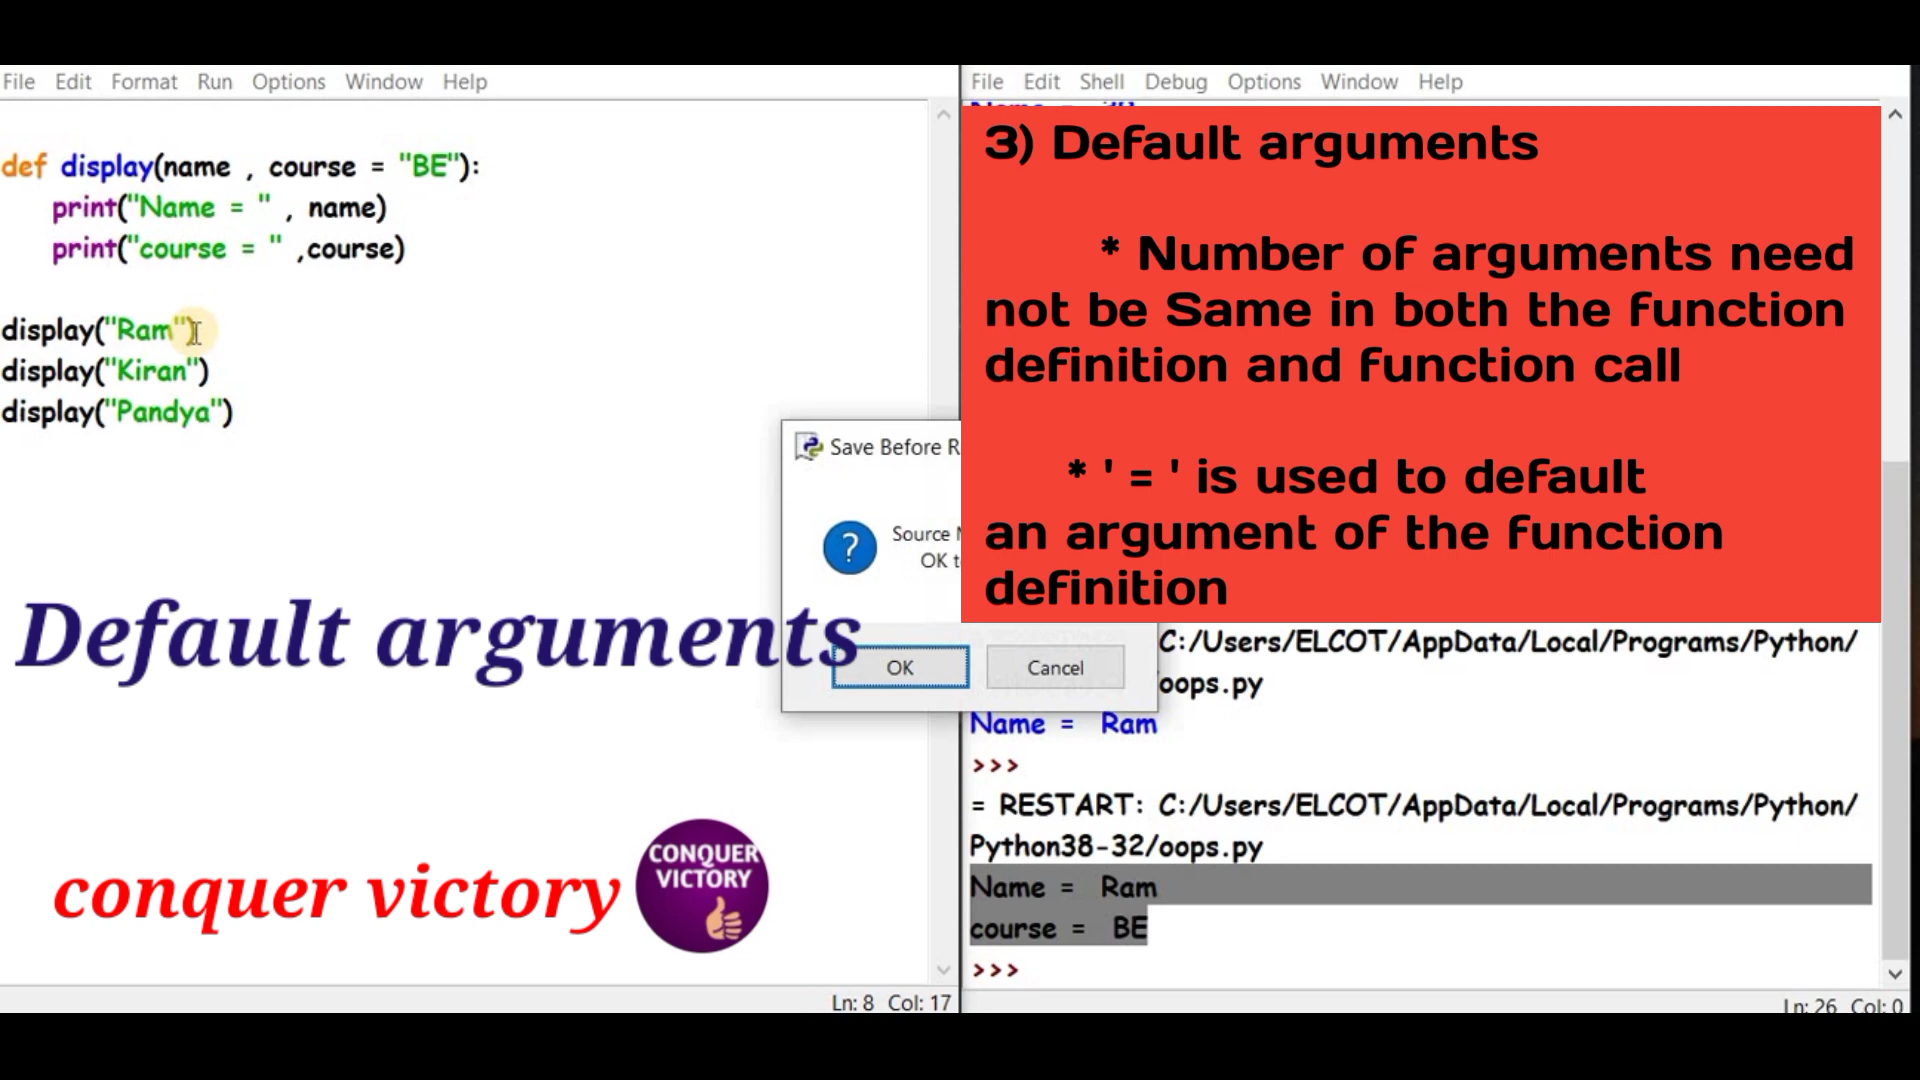 File Edit Format Run Options Window Help
def display(name , course = "BE"):
print("Name = " , name)
print("course = " ,course)
display("Ram")
display("Kiran")
display("Pandya")
Default arguments
conquer victory
CONQUER
VICTORY
Ln: 8 Col: 17
Save Before R
Source
OK t
OK
Cancel
File Edit Shell Debug Options Window Help
3) Default arguments
* Number of arguments need
not be Same in both the function
definition and function call
* ' = ' is used to default
an argument of the function
definition
C:/Users/ELCOT/AppData/Local/Programs/Python/
oops.py
Name = Ram
>>>
= RESTART: C:/Users/ELCOT/AppData/Local/Programs/Python/
Python38-32/oops.py
Name = Ram
course = BE
>>>
Ln: 26 Col: 0